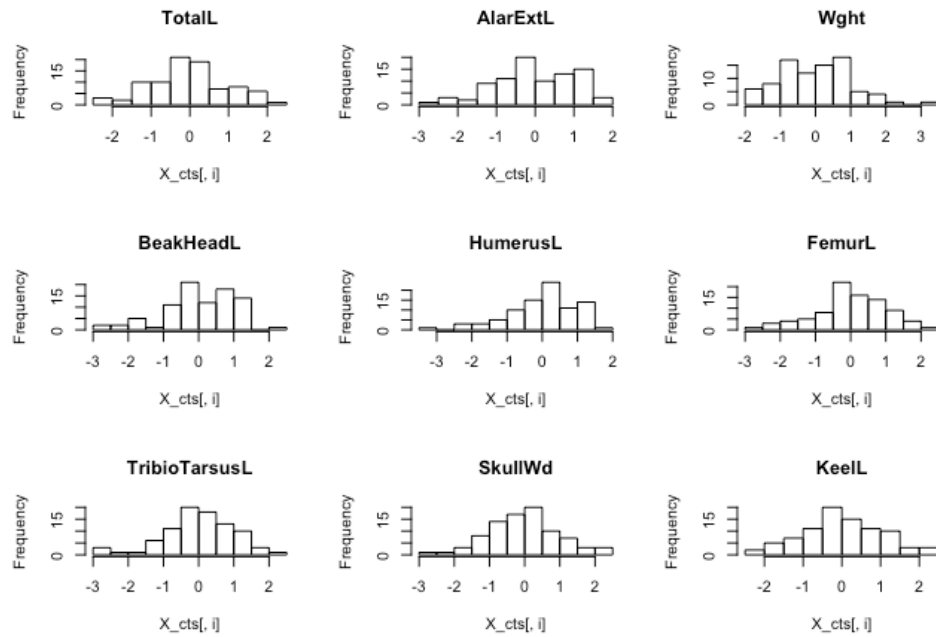 TotalL
Frequency
0 15
-2 -1 0 1 2
X_cts[, i]
AlarExtL
Frequency
0 15
-3 -2 -1 0 1 2
X_cts[, i]
Wght
Frequency
0 10
-2 -1 0 1 2 3
X_cts[, i]
BeakHeadL
Frequency
0 15
-3 -2 -1 0 1 2
X_cts[, i]
HumerusL
Frequency
0 15
-3 -2 -1 0 1 2
X_cts[, i]
FemurL
Frequency
0 15
-3 -2 -1 0 1 2
X_cts[, i]
TribioTarsusL
Frequency
0 15
-3 -2 -1 0 1 2
X_cts[, i]
SkullWd
Frequency
0 15
-3 -2 -1 0 1 2
X_cts[, i]
KeelL
Frequency
0 15
-2 -1 0 1 2
X_cts[, i]